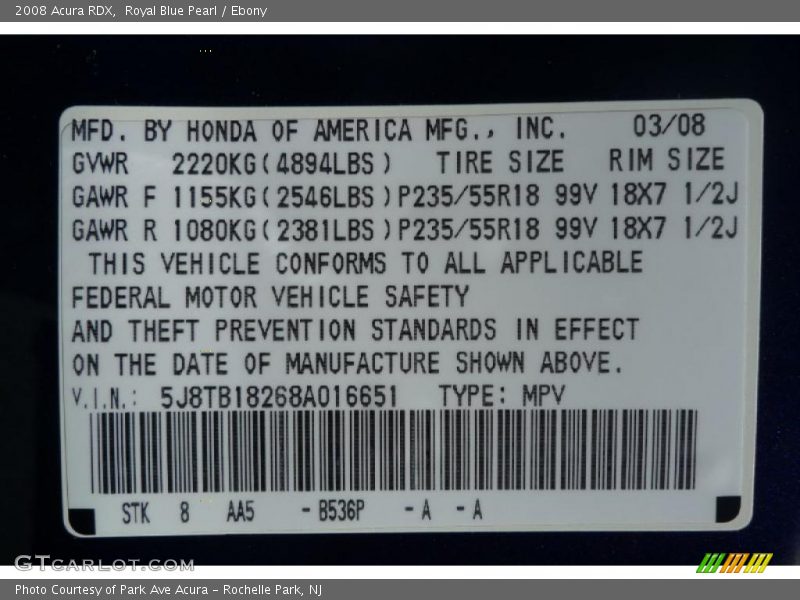 2008 Acura RDX, Royal Blue Pearl / Ebony
MFD. BY HONDA OF AMERICA MFG., INC. 03/08
GVWR 2220KG(4894LBS) TIRE SIZE RIM SIZE
GAWR F 1155KG(2546LBS)P235/55R18 99V 18X7 1/2J
GAWR R 1080KG(2381LBS)P235/55R18 99V 18X7 1/2J
THIS VEHICLE CONFORMS TO ALL APPLICABLE
FEDERAL MOTOR VEHICLE SAFETY
AND THEFT PREVENTION STANDARDS IN EFFECT
ON THE DATE OF MANUFACTURE SHOWN ABOVE.
V.I.N.: 5J8TB18268A016651 TYPE: MPV
STK 8 AA5 -B536P -A -A
GTCARLOT.COM
Photo Courtesy of Park Ave Acura - Rochelle Park, NJ